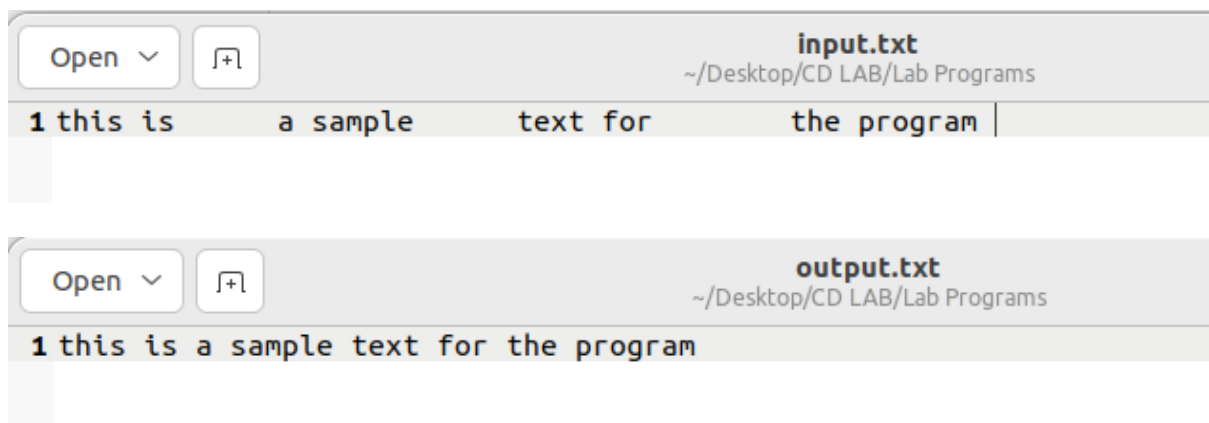 Open
input.txt
~/Desktop/CD LAB/Lab Programs
1 this is      a sample      text for        the program
Open
output.txt
~/Desktop/CD LAB/Lab Programs
1 this is a sample text for the program